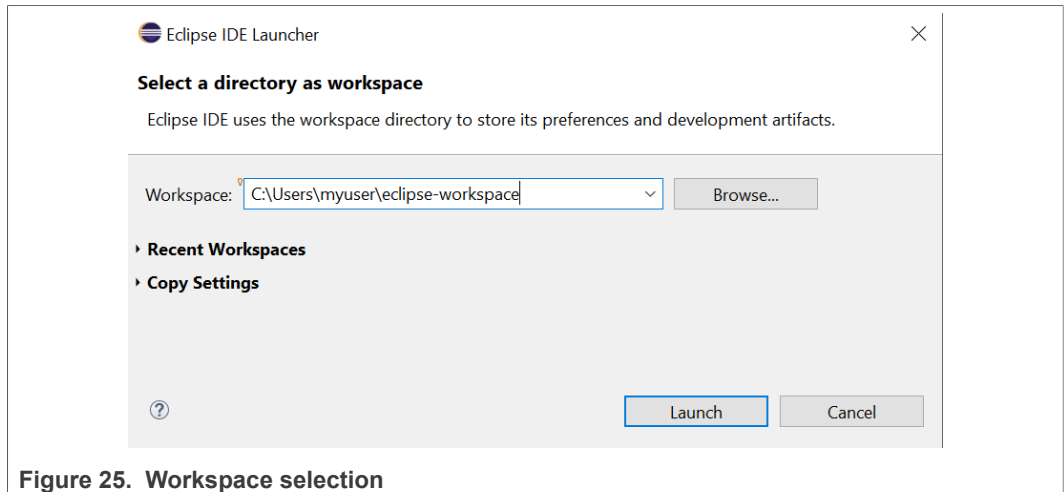 Eclipse IDE Launcher
Select a directory as workspace
Eclipse IDE uses the workspace directory to store its preferences and development artifacts.
Workspace: C:\Users\myuser\eclipse-workspace Browse...
Recent Workspaces
Copy Settings
Launch Cancel
Figure 25. Workspace selection